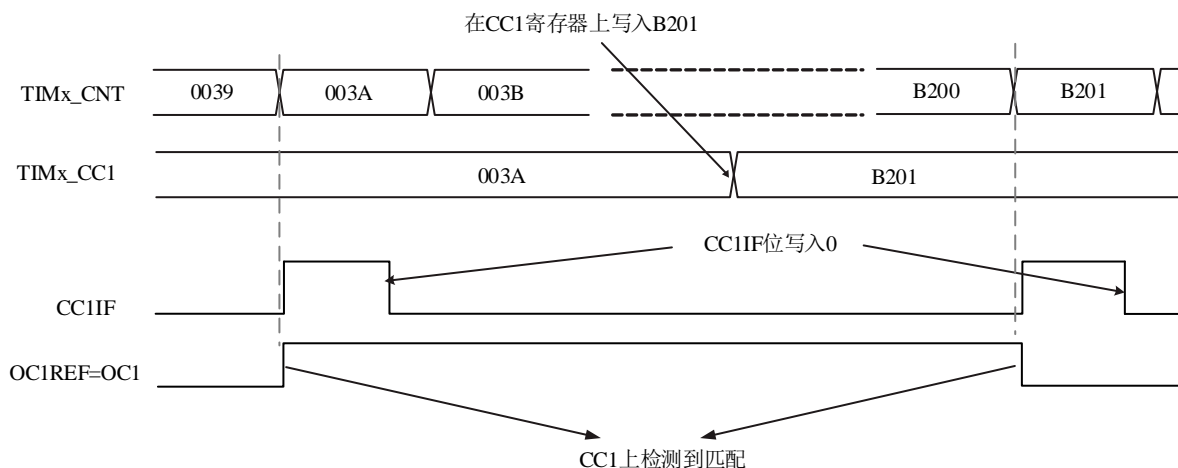 在CC1寄存器上写入B201
TIMx_CNT 0039 003A 003B B200 B201
TIMx_CC1 003A B201
CC1IF位写入0
CC1IF
OC1REF=OC1
CC1上检测到匹配